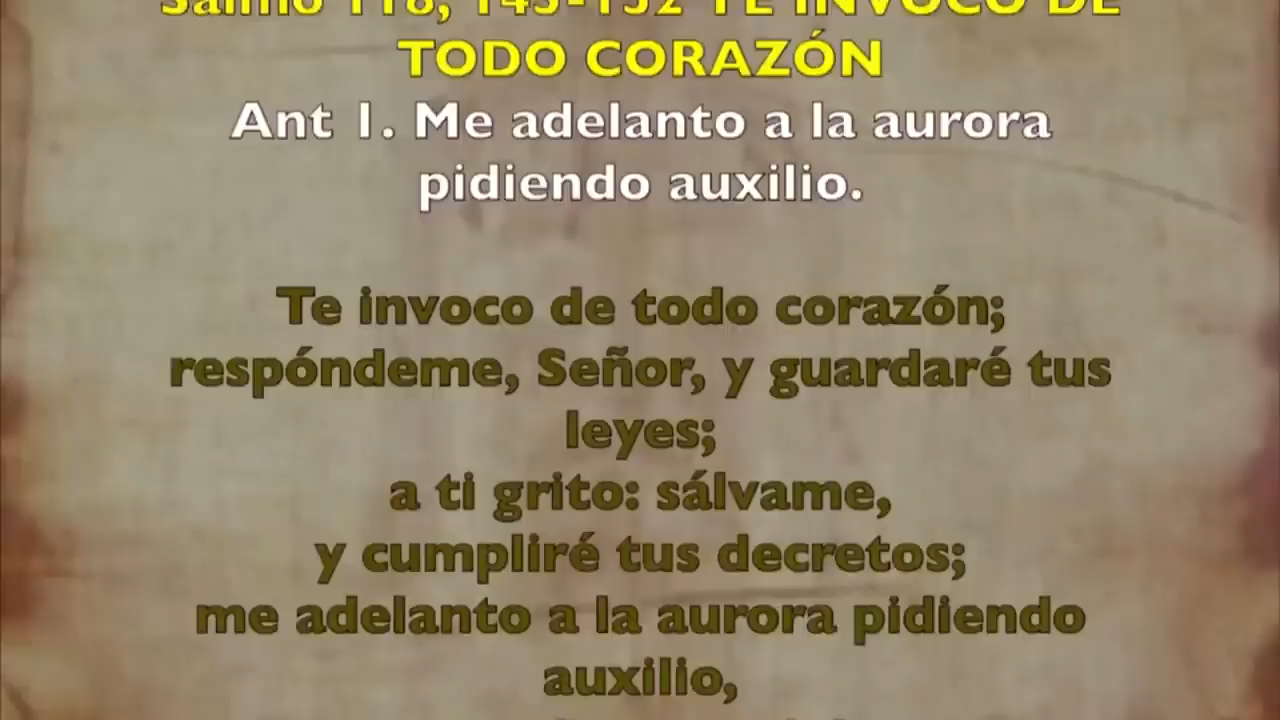 Salmo 118, 145-152 TE INVOCO DE
TODO CORAZÓN
Ant 1. Me adelanto a la aurora
pidiendo auxilio.
Te invoco de todo corazón;
respóndeme, Señor, y guardaré tus
leyes;
a ti grito: sálvame,
y cumpliré tus decretos;
me adelanto a la aurora pidiendo
auxilio,